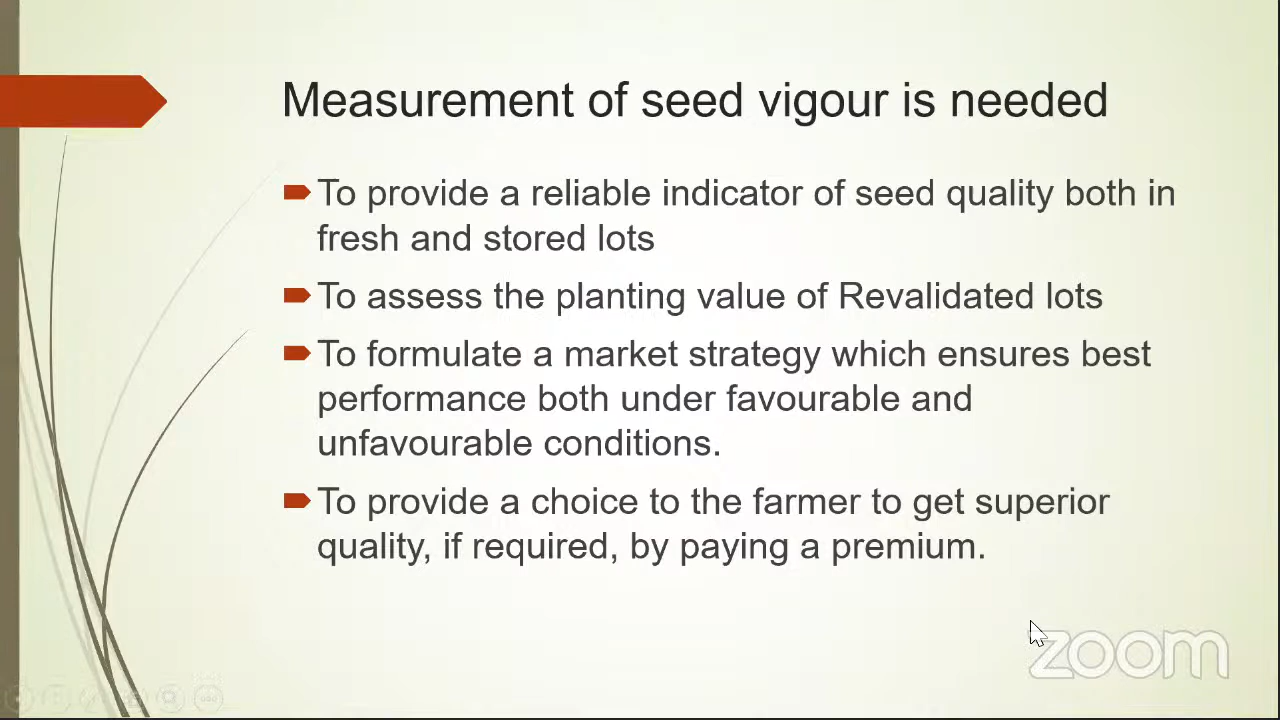 Measurement of seed vigour is needed
To provide a reliable indicator of seed quality both in
fresh and stored lots
To assess the planting value of Revalidated lots
To formulate a market strategy which ensures best
performance both under favourable and
unfavourable conditions.
To provide a choice to the farmer to get superior
quality, if required, by paying a premium.
zoom